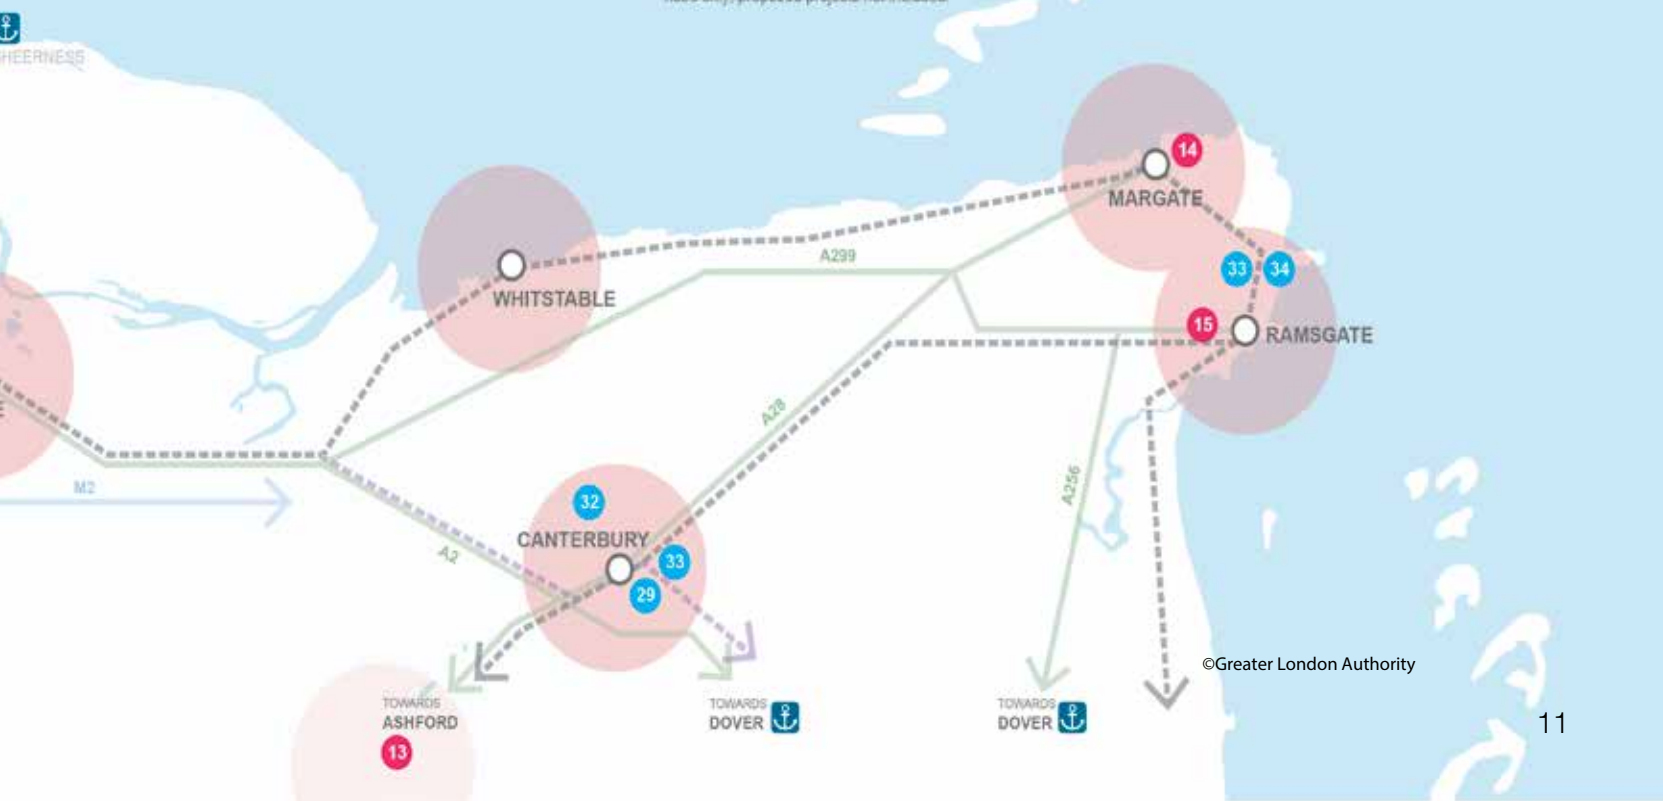 HEERNESS
14
MARGATE
A299
33
34
WHITSTABLE
15
RAMSGATE
A28
M2
A256
32
CANTERBURY
A2
33
29
©Greater London Authority
TOWARDS
ASHFORD
13
TOWARDS
DOVER
TOWARDS
DOVER
11